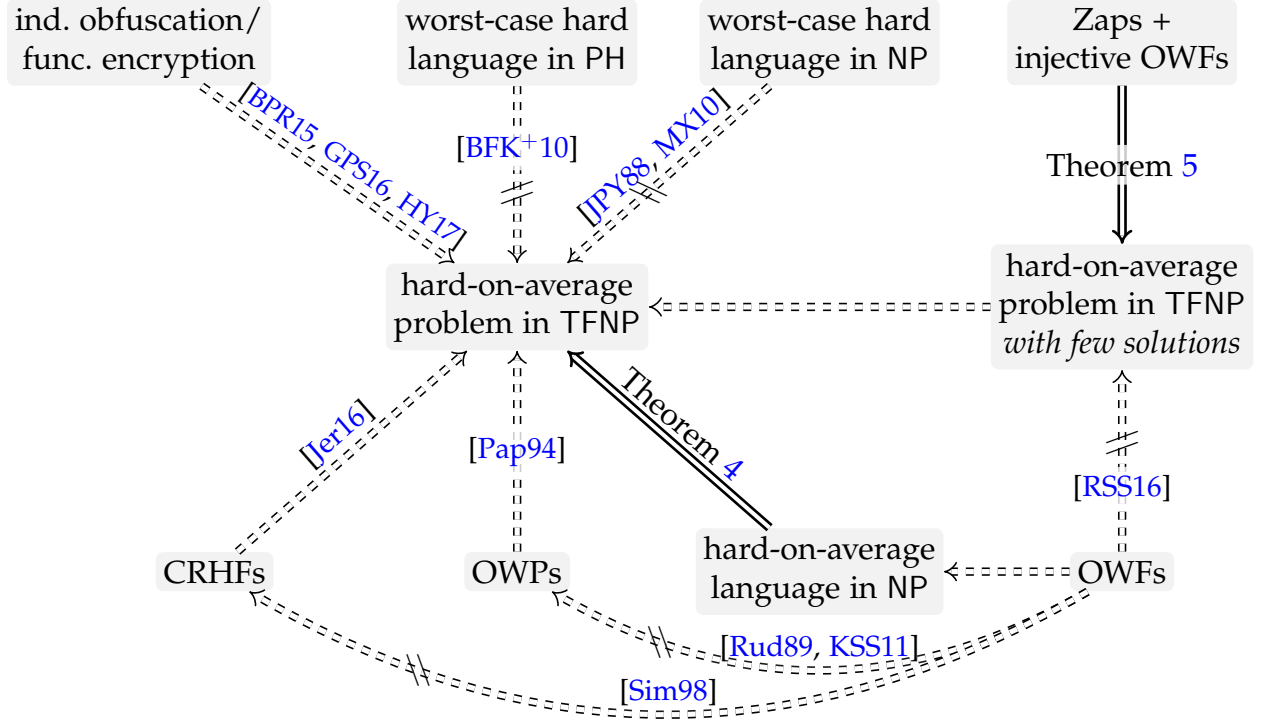 ind. obfuscation/
func. encryption
worst-case hard
language in PH
worst-case hard
language in NP
Zaps +
injective OWFs
[BPR15, GPS16, HY17]
[BFK+10]
[JPY88, MX10]
Theorem 5
hard-on-average
problem in TFNP
hard-on-average
problem in TFNP
with few solutions
[Jer16]
[Pap94]
Theorem 4
[RSS16]
CRHFs
OWPs
hard-on-average
language in NP
OWFs
[Rud89, KSS11]
[Sim98]